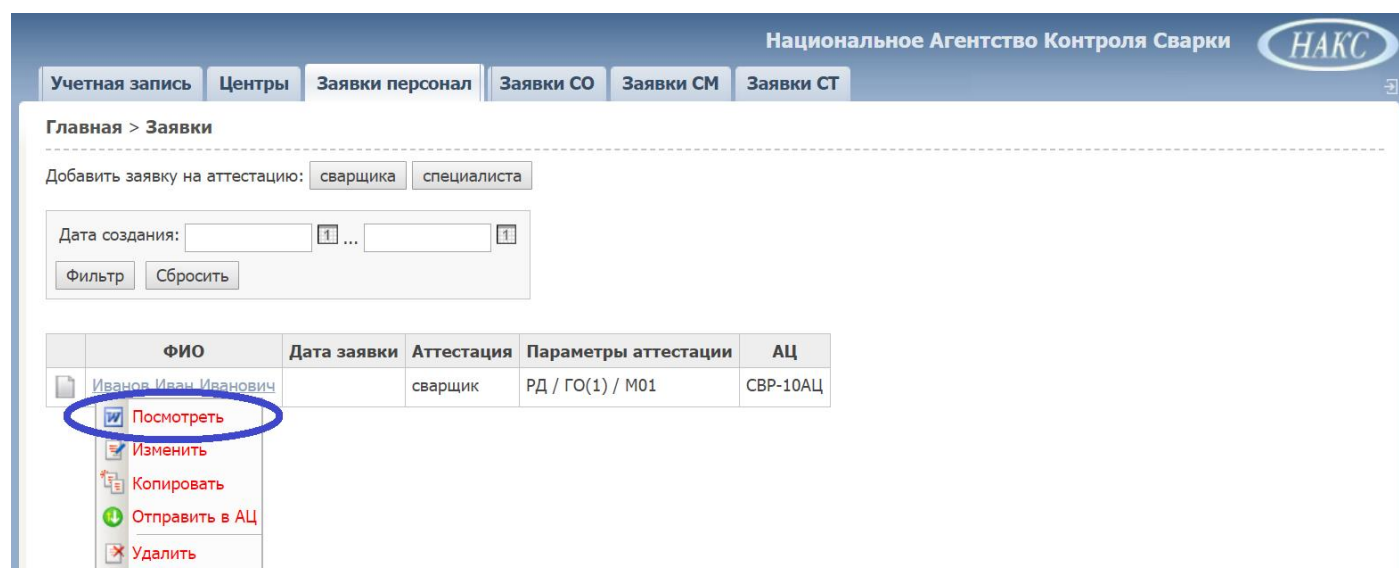 Национальное Агентство Контроля Сварки НАКС
Учетная запись Центры Заявки персонал Заявки СО Заявки СМ Заявки СТ
Главная > Заявки
Добавить заявку на аттестацию: сварщика специалиста
Дата создания: 1 ... 1
Фильтр Сбросить
ФИО Дата заявки Аттестация Параметры аттестации АЦ
Иванов Иван Иванович сварщик РД / ГО(1) / М01 СВР-10АЦ
Посмотреть
Изменить
Копировать
Отправить в АЦ
Удалить